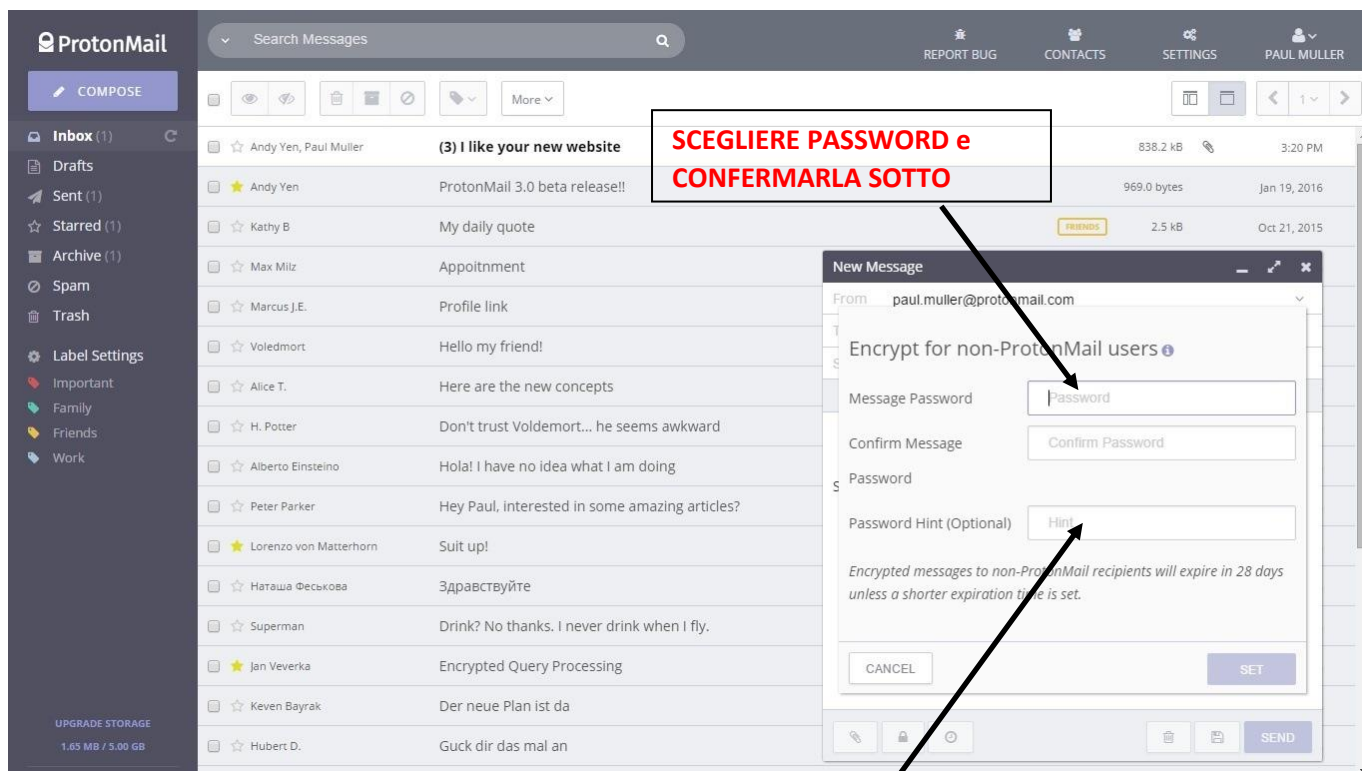 ProtonMail
Search Messages
REPORT BUG
CONTACTS
SETTINGS
PAUL MULLER
COMPOSE
More
1
Inbox (1)
Drafts
Sent (1)
Starred (1)
Archive (1)
Spam
Trash
Label Settings
Important
Family
Friends
Work
UPGRADE STORAGE
1.65 MB / 5.00 GB
SCEGLIERE PASSWORD e
CONFERMARLA SOTTO
Andy Yen, Paul Muller (3) I like your new website 838.2 kB 3:20 PM
Andy Yen ProtonMail 3.0 beta release!! 969.0 bytes Jan 19, 2016
Kathy B My daily quote FRIENDS 2.5 kB Oct 21, 2015
Max Milz Appoitnment
Marcus J.E. Profile link
Voledmort Hello my friend!
Alice T. Here are the new concepts
H. Potter Don't trust Voldemort... he seems awkward
Alberto Einsteino Hola! I have no idea what I am doing
Peter Parker Hey Paul, interested in some amazing articles?
Lorenzo von Matterhorn Suit up!
Наташа Феськова Здравствуйте
Superman Drink? No thanks. I never drink when I fly.
Jan Veverka Encrypted Query Processing
Keven Bayrak Der neue Plan ist da
Hubert D. Guck dir das mal an
New Message
From paul.muller@protonmail.com
Encrypt for non-ProtonMail users
Message Password Password
Confirm Message Confirm Password
Password
Password Hint (Optional) Hint
Encrypted messages to non-ProtonMail recipients will expire in 28 days
unless a shorter expiration time is set.
CANCEL
SET
SEND